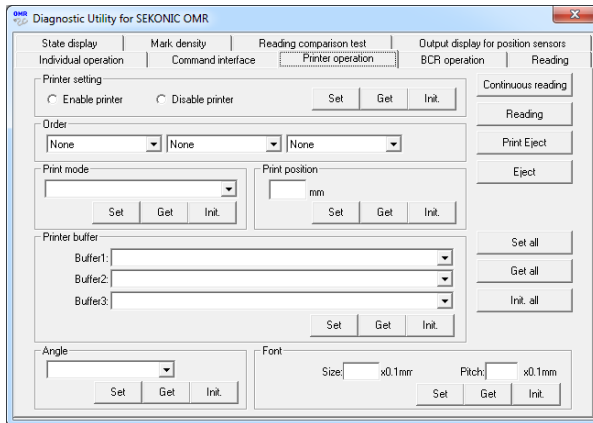 Diagnostic Utility for SEKONIC OMR
State display Mark density Reading comparison test Output display for position sensors
Individual operation Command interface Printer operation BCR operation Reading
Printer setting
Enable printer Disable printer Set Get Init.
Continuous reading
Reading
Order
None None None
Print Eject
Eject
Print mode
Set Get Init.
Print position
mm
Set Get Init.
Printer buffer
Buffer1:
Buffer2:
Buffer3:
Set Get Init.
Set all
Get all
Init. all
Angle
Set Get Init.
Font
Size: x0.1mm Pitch: x0.1mm
Set Get Init.